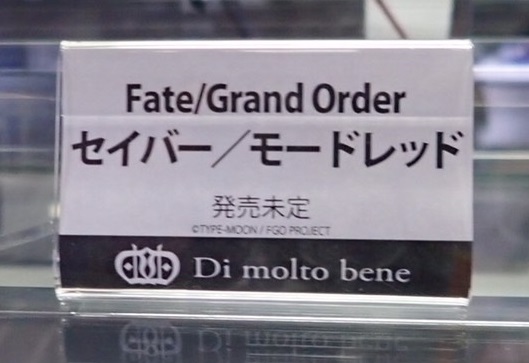 Fate/Grand Order
セイバー／モードレッド
発売未定
©TYPE-MOON / FGO PROJECT
Di molto bene